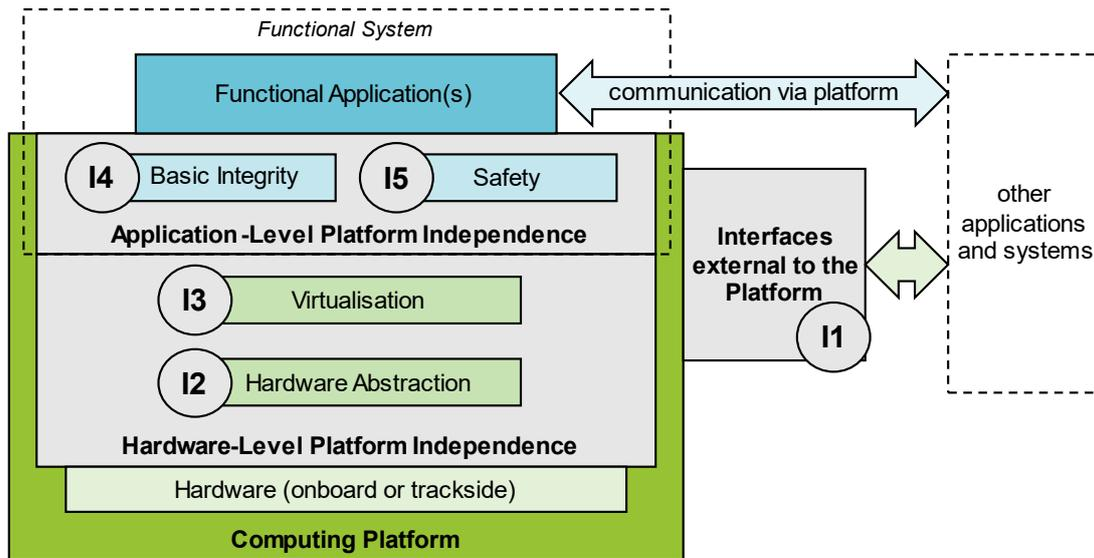 Functional System
Functional Application(s)
communication via platform
I4
Basic Integrity
I5
Safety
Application-Level Platform Independence
I3
Virtualisation
I2
Hardware Abstraction
Hardware-Level Platform Independence
Hardware (onboard or trackside)
Computing Platform
Interfaces
external to the
Platform
I1
other
applications
and systems